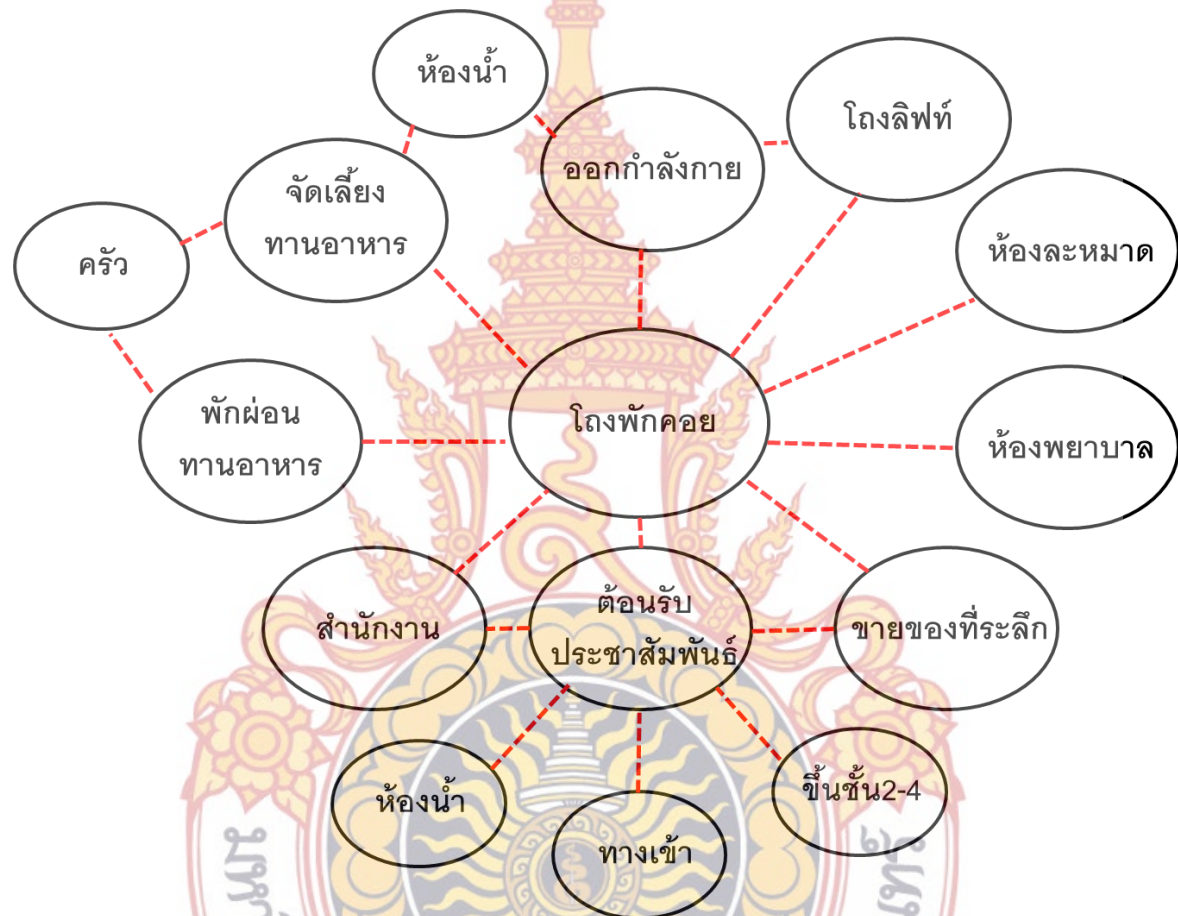 ห้องน้ำ
ออกกำลังกาย
โถงลิฟท์
จัดเลี้ยง
ทานอาหาร
ครัว
ห้องละหมาด
พักผ่อน
ทานอาหาร
โถงพักคอย
ห้องพยาบาล
สำนักงาน
ต้อนรับ
ประชาสัมพันธ์
ขายของที่ระลึก
ห้องน้ำ
ทางเข้า
ขึ้นชั้น2-4